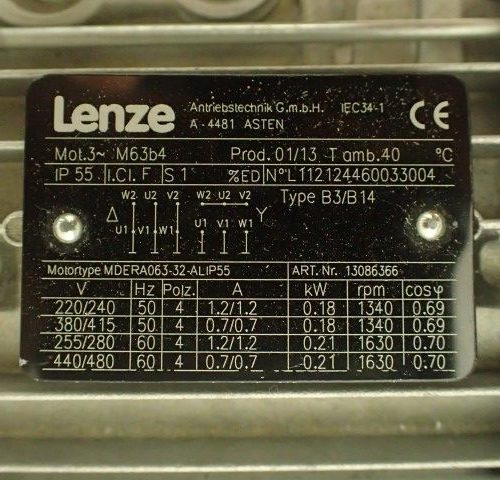 Lenze Antriebstechnik G.m.b.H. IEC34-1 CE
A - 4481 ASTEN
Mot.3~ M63b4 Prod. 01/13 T amb. 40 °C
IP 55 I.Cl. F S 1 %ED N°L 112124460033004
W2 U2 V2 W2 U2 V2 Type B3/B14
Δ Y
U1 V1 W1 U1 V1 W1
Motortype MDERA063-32-ALIP55 ART. Nr. 13086366
V Hz Polz. A kW rpm cosφ
220/240 50 4 1.2/1.2 0.18 1340 0.69
380/415 50 4 0.7/0.7 0.18 1340 0.69
255/280 60 4 1.2/1.2 0.21 1630 0.70
440/480 60 4 0.7/0.7 0.21 1630 0.70